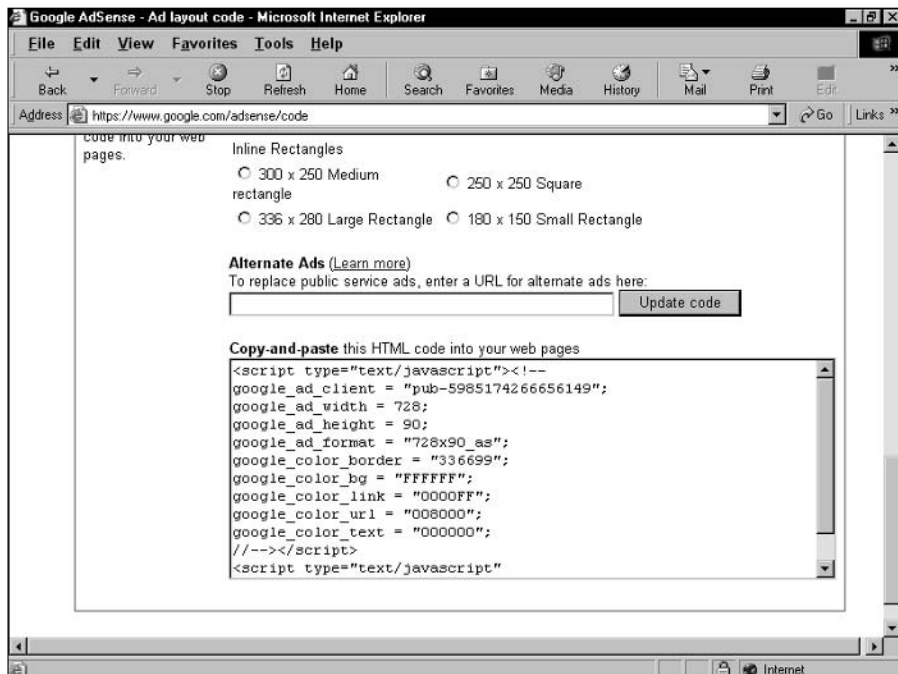 Google AdSense - Ad layout code - Microsoft Internet Explorer
File Edit View Favorites Tools Help
Back Forward Stop Refresh Home Search Favorites Media History Mail Print Edit
Address https://www.google.com/adsense/code Go Links
code into your web
pages.
Inline Rectangles
300 x 250 Medium
rectangle
250 x 250 Square
336 x 280 Large Rectangle 180 x 150 Small Rectangle
Alternate Ads (Learn more)
To replace public service ads, enter a URL for alternate ads here:
Update code
Copy-and-paste this HTML code into your web pages
<script type="text/javascript"><!--
google_ad_client = "pub-5985174266656149";
google_ad_width = 728;
google_ad_height = 90;
google_ad_format = "728x90_as";
google_color_border = "336699";
google_color_bg = "FFFFFF";
google_color_link = "0000FF";
google_color_url = "008000";
google_color_text = "000000";
//--></script>
<script type="text/javascript"
Internet